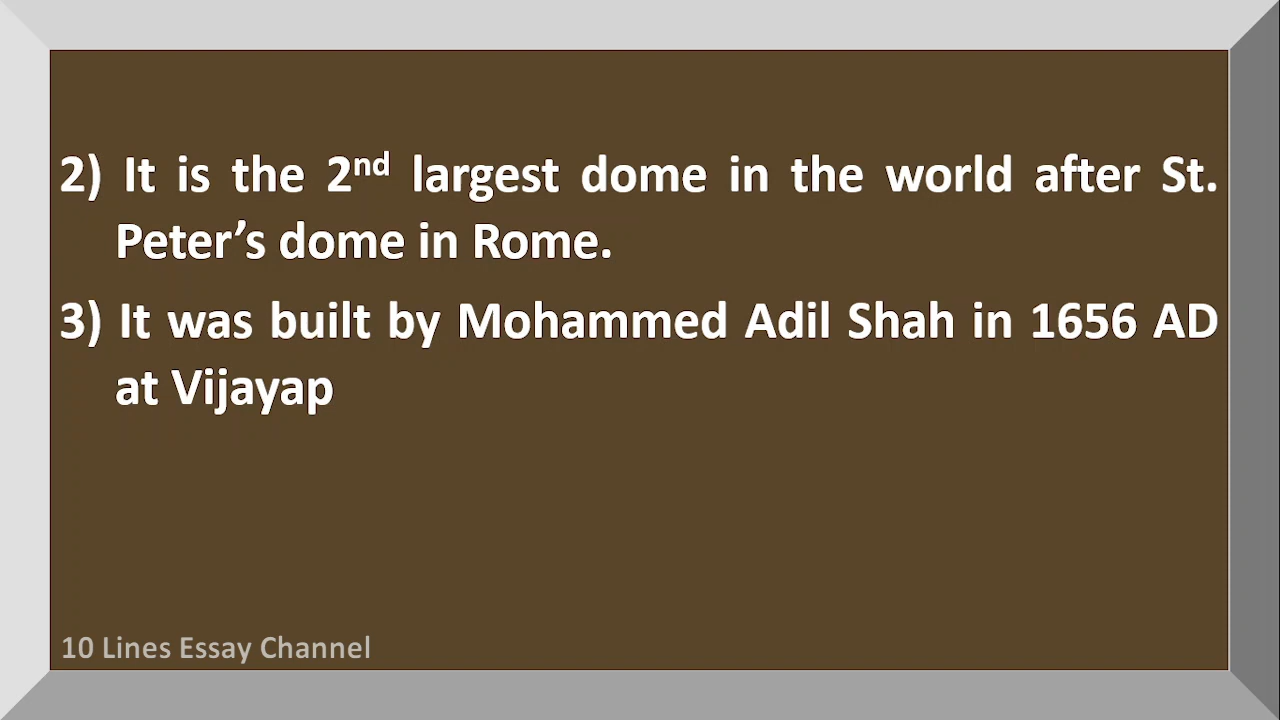 2) It is the 2nd largest dome in the world after St.
Peter’s dome in Rome.
3) It was built by Mohammed Adil Shah in 1656 AD
at Vijayap
10 Lines Essay Channel